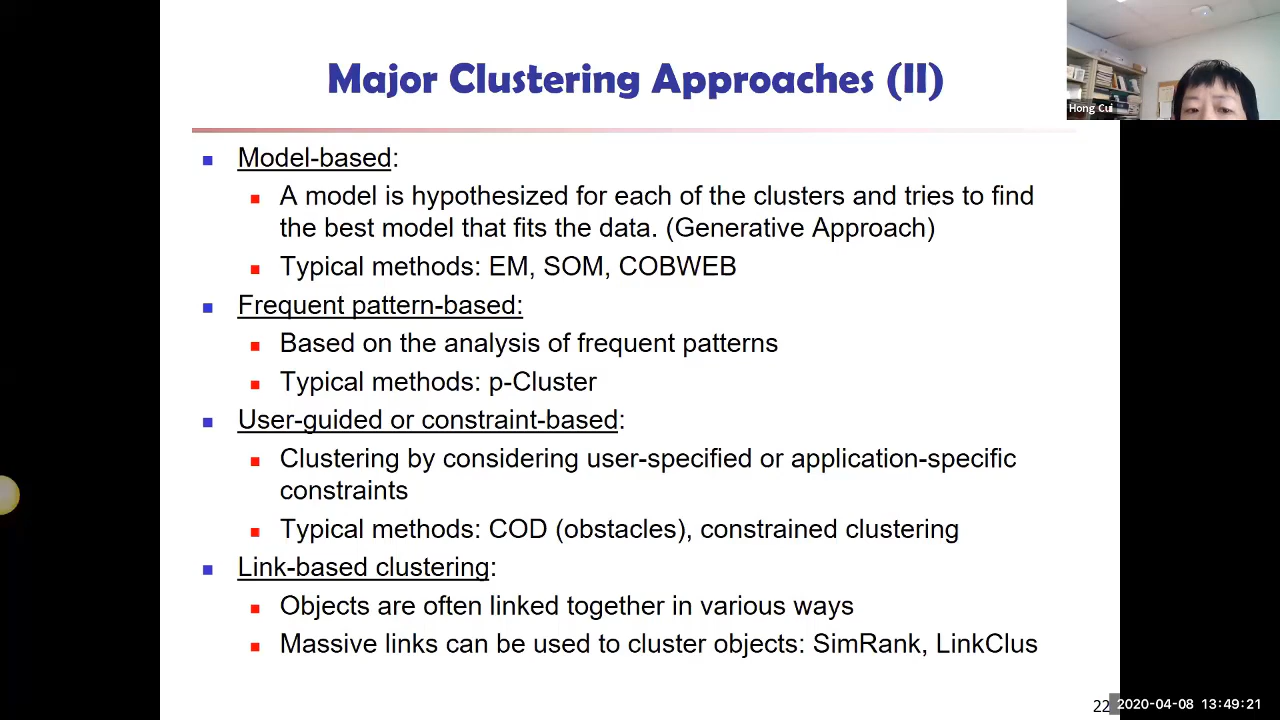 Major Clustering Approaches (II)
Hong Cui
Model-based:
A model is hypothesized for each of the clusters and tries to find
the best model that fits the data. (Generative Approach)
Typical methods: EM, SOM, COBWEB
Frequent pattern-based:
Based on the analysis of frequent patterns
Typical methods: p-Cluster
User-guided or constraint-based:
Clustering by considering user-specified or application-specific
constraints
Typical methods: COD (obstacles), constrained clustering
Link-based clustering:
Objects are often linked together in various ways
Massive links can be used to cluster objects: SimRank, LinkClus
22
2020-04-08 13:49:21